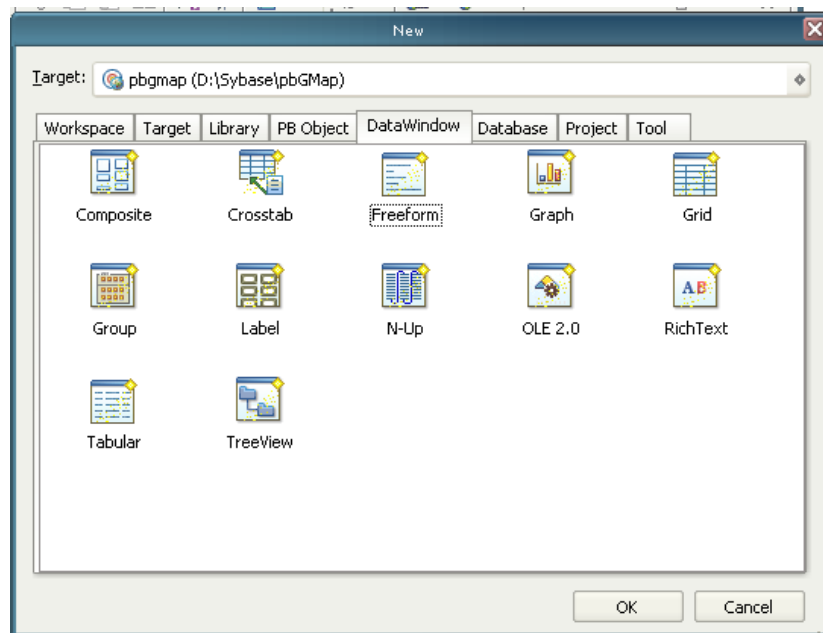 New
Target: pbgmap (D:\Sybase\pbGMap)
Workspace Target Library PB Object DataWindow Database Project Tool
Composite Crosstab Freeform Graph Grid
Group Label N-Up OLE 2.0 RichText
Tabular TreeView
OK Cancel